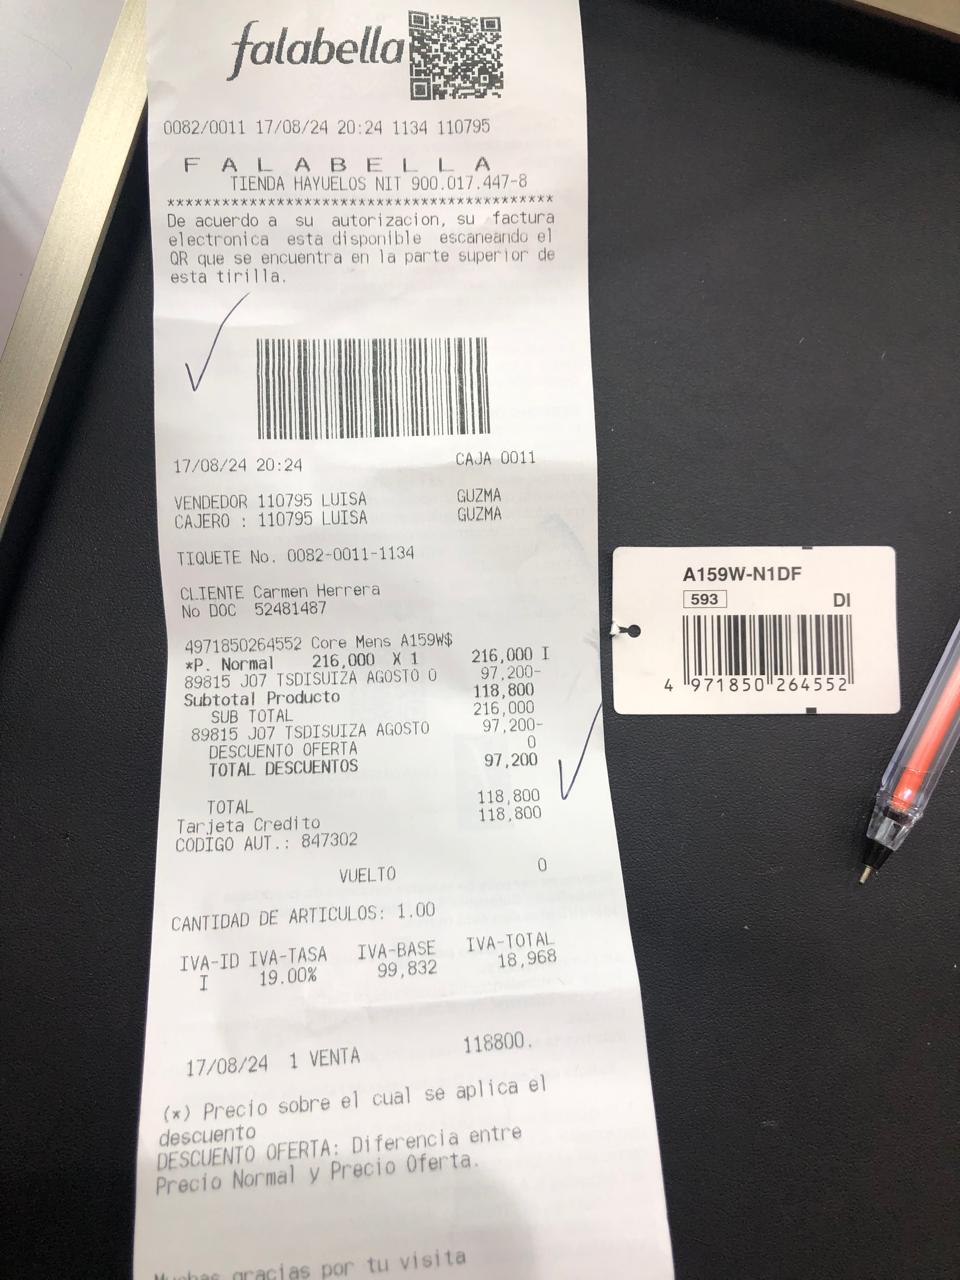 falabella
0082/0011 17/08/24 20:24 1134 110795
F A L A B E L L A
TIENDA HAYUELOS NIT 900.017.447-8
*******************************************
De acuerdo a su autorizacion, su factura
electronica esta disponible escaneando el
QR que se encuentra en la parte superior de
esta tirilla.
17/08/24 20:24 CAJA 0011
VENDEDOR 110795 LUISA GUZMA
CAJERO : 110795 LUISA GUZMA
TIQUETE No. 0082-0011-1134
CLIENTE Carmen Herrera
No DOC 52481487
4971850264552 Core Mens A159W$
*P. Normal 216,000 X 1 216,000 I
89815 J07 TSDISUIZA AGOSTO 0 97,200-
Subtotal Producto 118,800
SUB TOTAL 216,000
89815 J07 TSDISUIZA AGOSTO 97,200-
DESCUENTO OFERTA 0
TOTAL DESCUENTOS 97,200
TOTAL 118,800
Tarjeta Credito 118,800
CODIGO AUT.: 847302
VUELTO 0
CANTIDAD DE ARTICULOS: 1.00
IVA-ID IVA-TASA IVA-BASE IVA-TOTAL
I 19.00% 99,832 18,968
17/08/24 1 VENTA 118800.
(*) Precio sobre el cual se aplica el
descuento
DESCUENTO OFERTA: Diferencia entre
Precio Normal y Precio Oferta.
Muchas gracias por tu visita
A159W-N1DF
593 DI
4 971850 264552